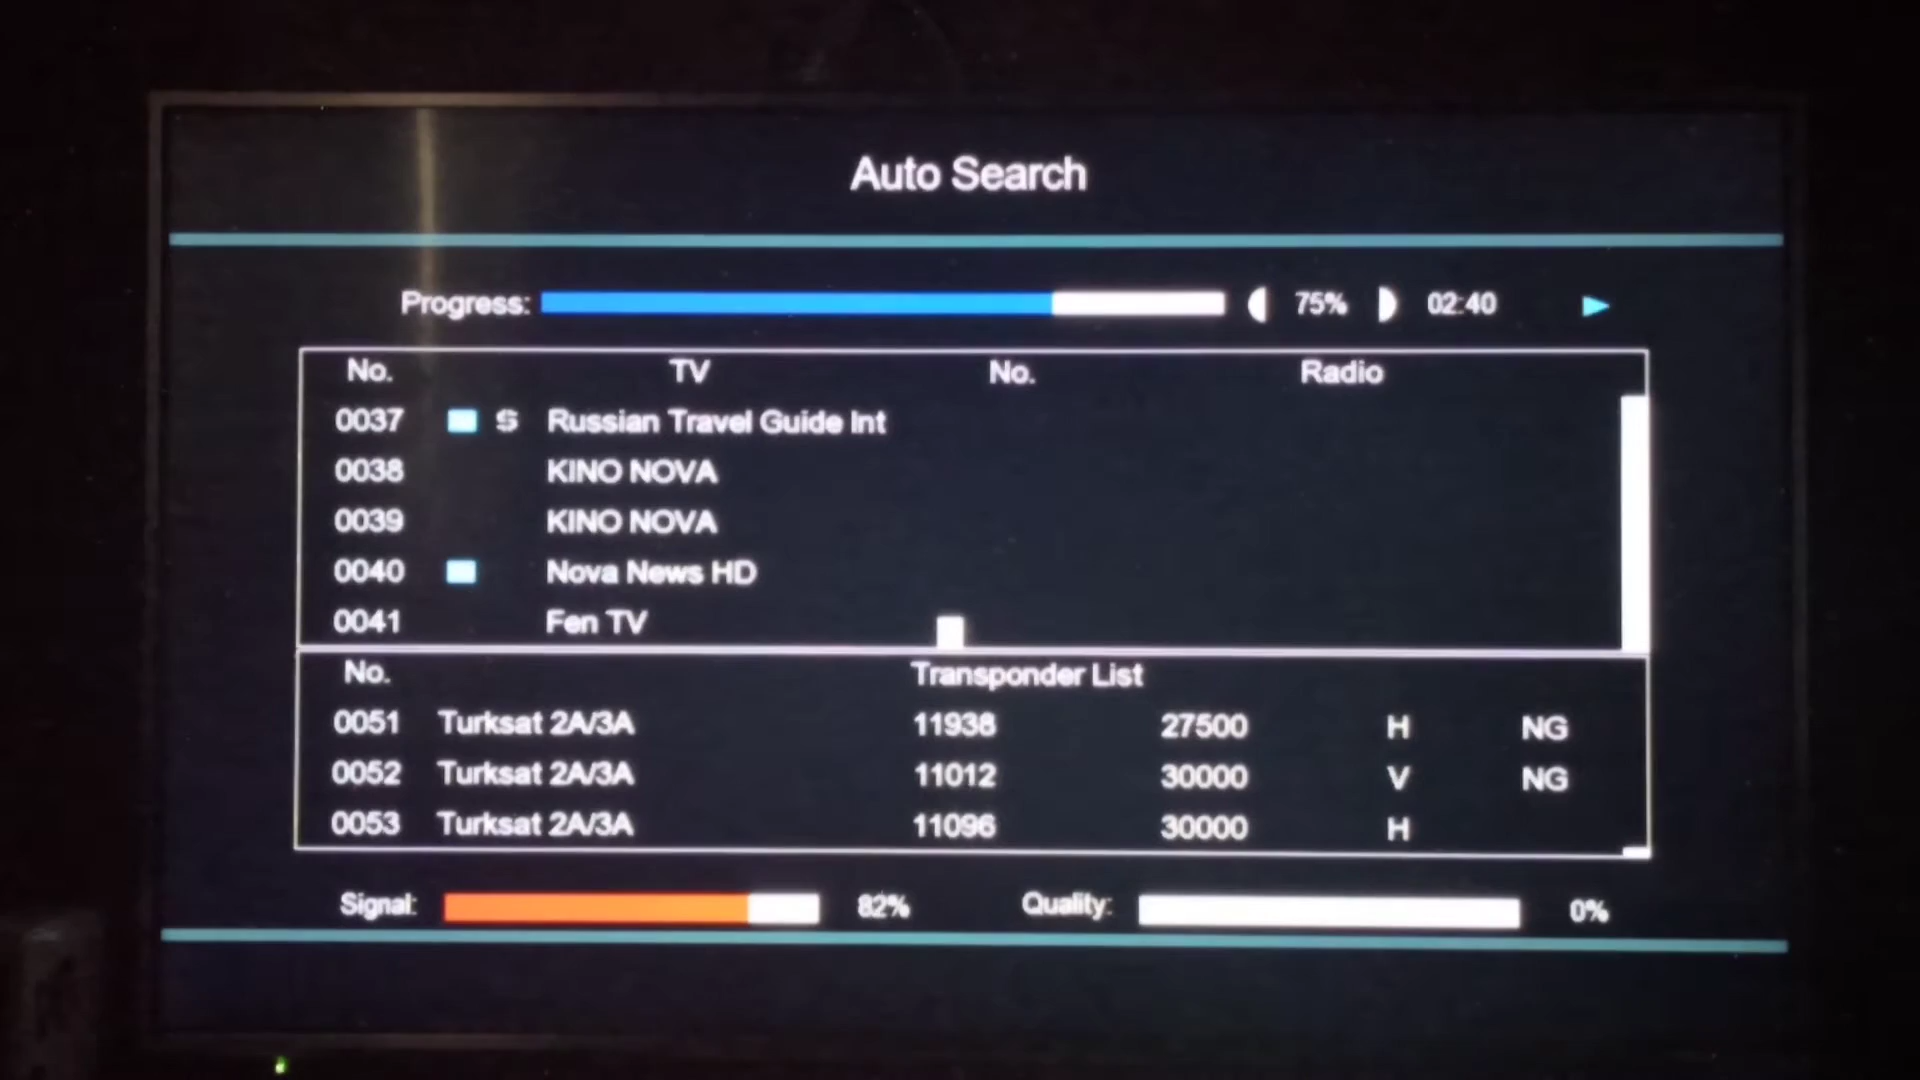 Auto Search
Progress: 75% 02:40
No. TV No. Radio
0037 S Russian Travel Guide Int
0038 KINO NOVA
0039 KINO NOVA
0040 Nova News HD
0041 Fen TV
No. Transponder List
0051 Turksat 2A/3A 11938 27500 H NG
0052 Turksat 2A/3A 11012 30000 V NG
0053 Turksat 2A/3A 11096 30000 H
Signal: 82% Quality: 0%